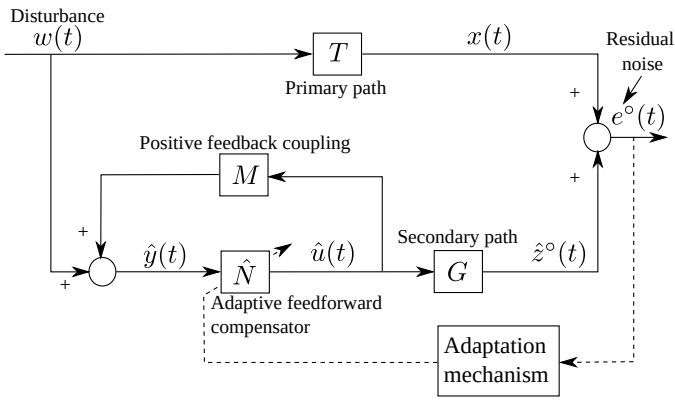 Disturbance
w(t)
T
x(t)
Primary path
Residual
noise
e°(t)
+
+
Positive feedback coupling
M
+
+
ŷ(t)
N̂
û(t)
Secondary path
G
ẑ°(t)
Adaptive feedforward
compensator
Adaptation
mechanism